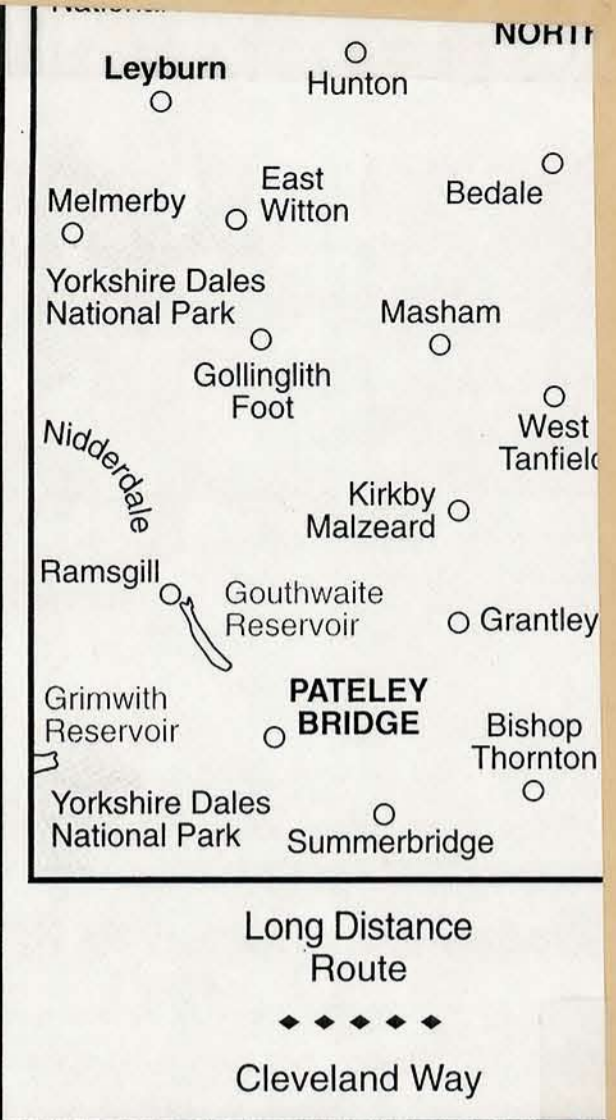 Leyburn
Hunton
Bedale
East
Witton
Melmerby
Yorkshire Dales
National Park
Masham
Gollinglith
Foot
West
Nidderdale
Kirkby
Malzeard
Ramsgill
Gouthwaite
Reservoir
Grantley
PATELEY
BRIDGE
Grimwith
Reservoir
Bishop
Thornton
Yorkshire Dales
National Park
Summerbridge
Long Distance
Route
Cleveland Way